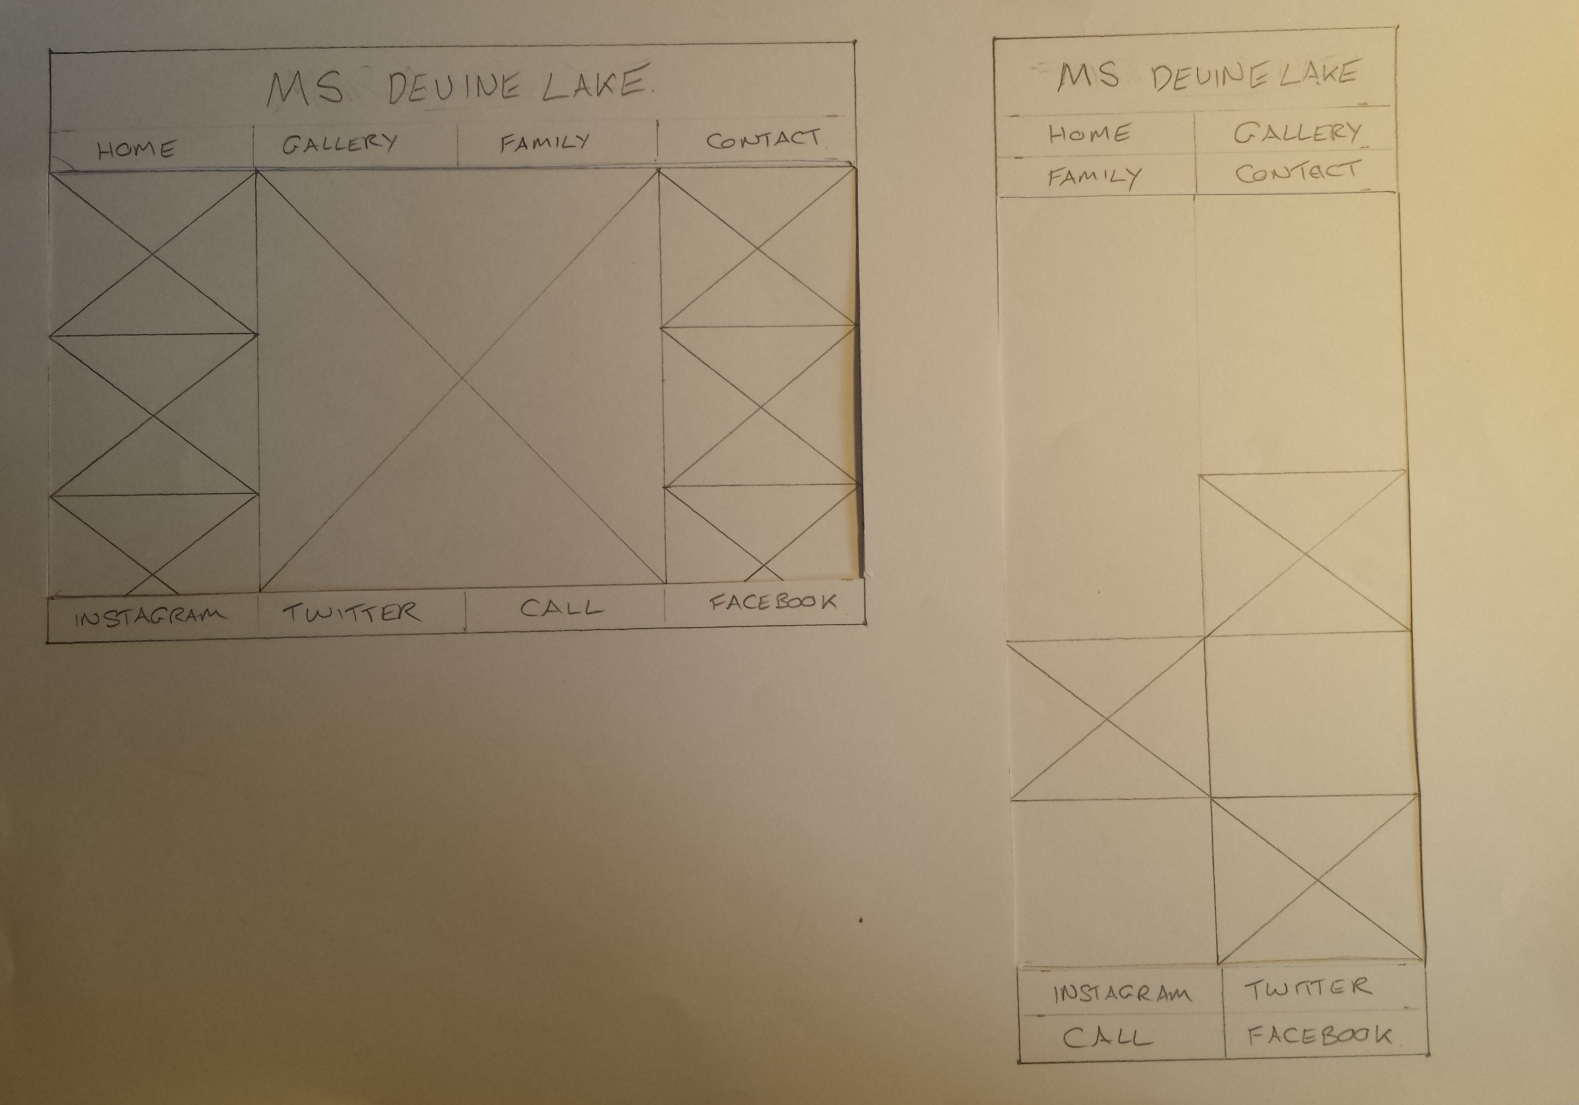 MS DEVINE LAKE.
HOME GALLERY FAMILY CONTACT
INSTAGRAM TWITTER CALL FACEBOOK
MS DEVINE LAKE
HOME GALLERY
FAMILY CONTACT
INSTAGRAM TWITTER
CALL FACEBOOK